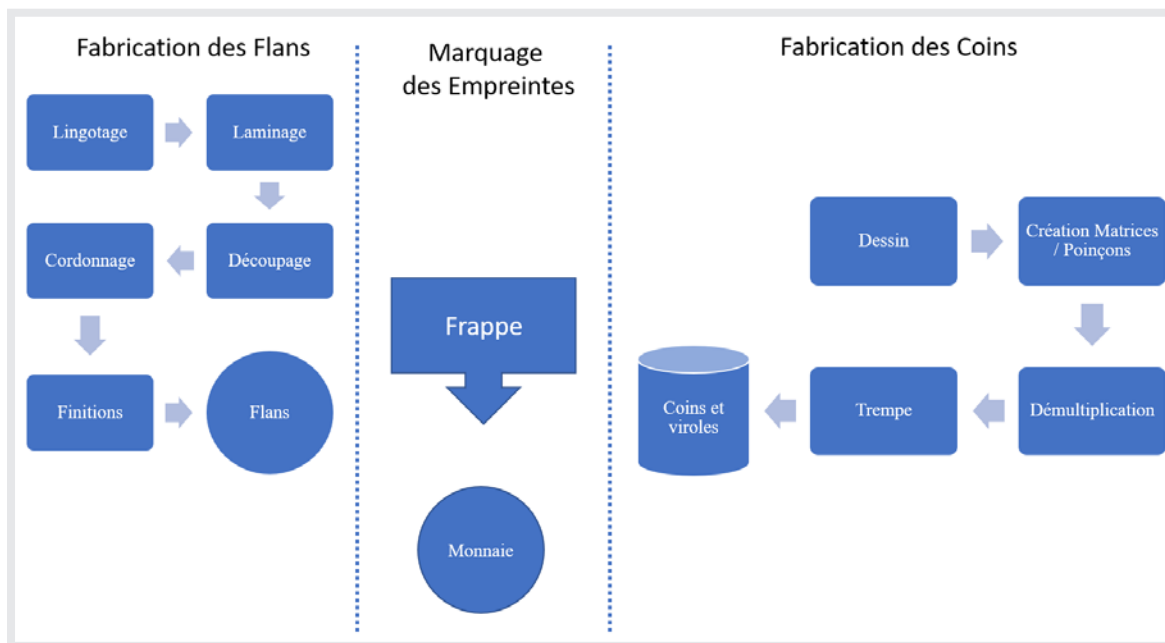 Fabrication des Flans
Lingotage
Laminage
Cordonnage
Découpage
Finitions
Flans
Marquage
des Empreintes
Frappe
Monnaie
Fabrication des Coins
Dessin
Création Matrices
/ Poinçons
Coins et
viroles
Trempe
Démultiplication